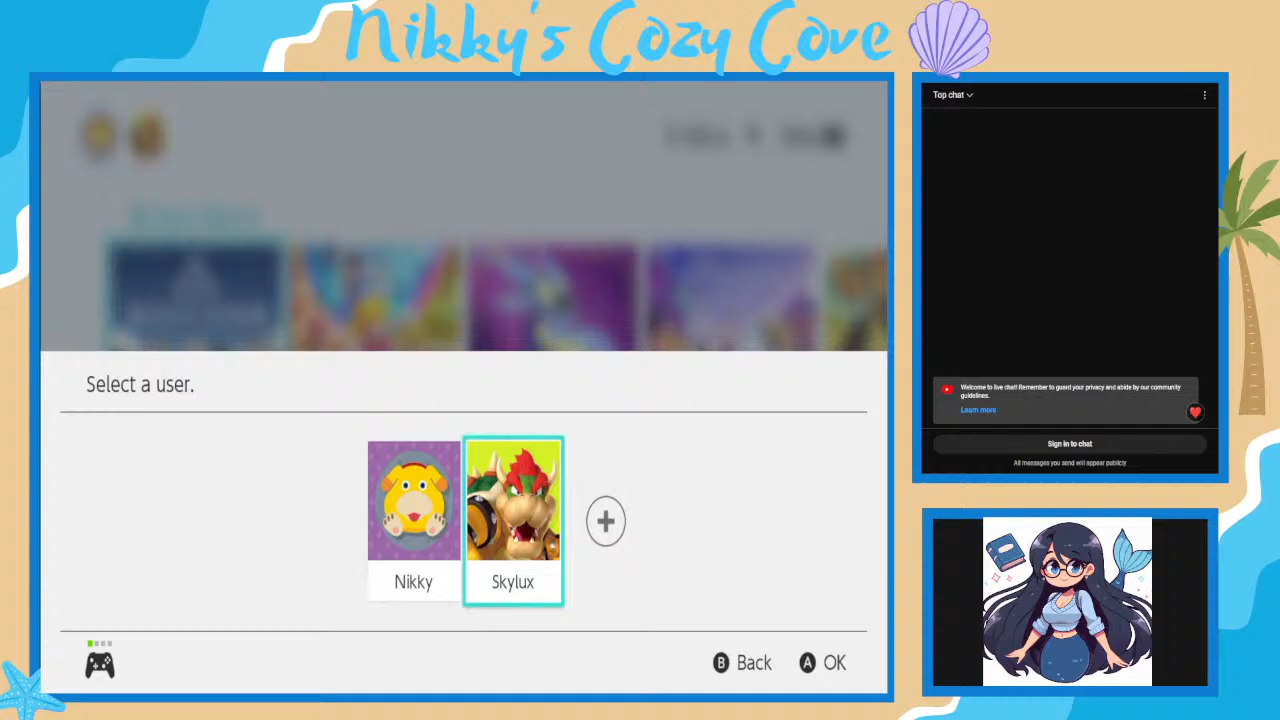 Nikky's Cozy Cove
Top chat
Welcome to live chat! Remember to guard your privacy and abide by our community
guidelines.
Learn more
Sign in to chat
All messages you send will appear publicly
Select a user.
Nikky
Skylux
B Back
A OK